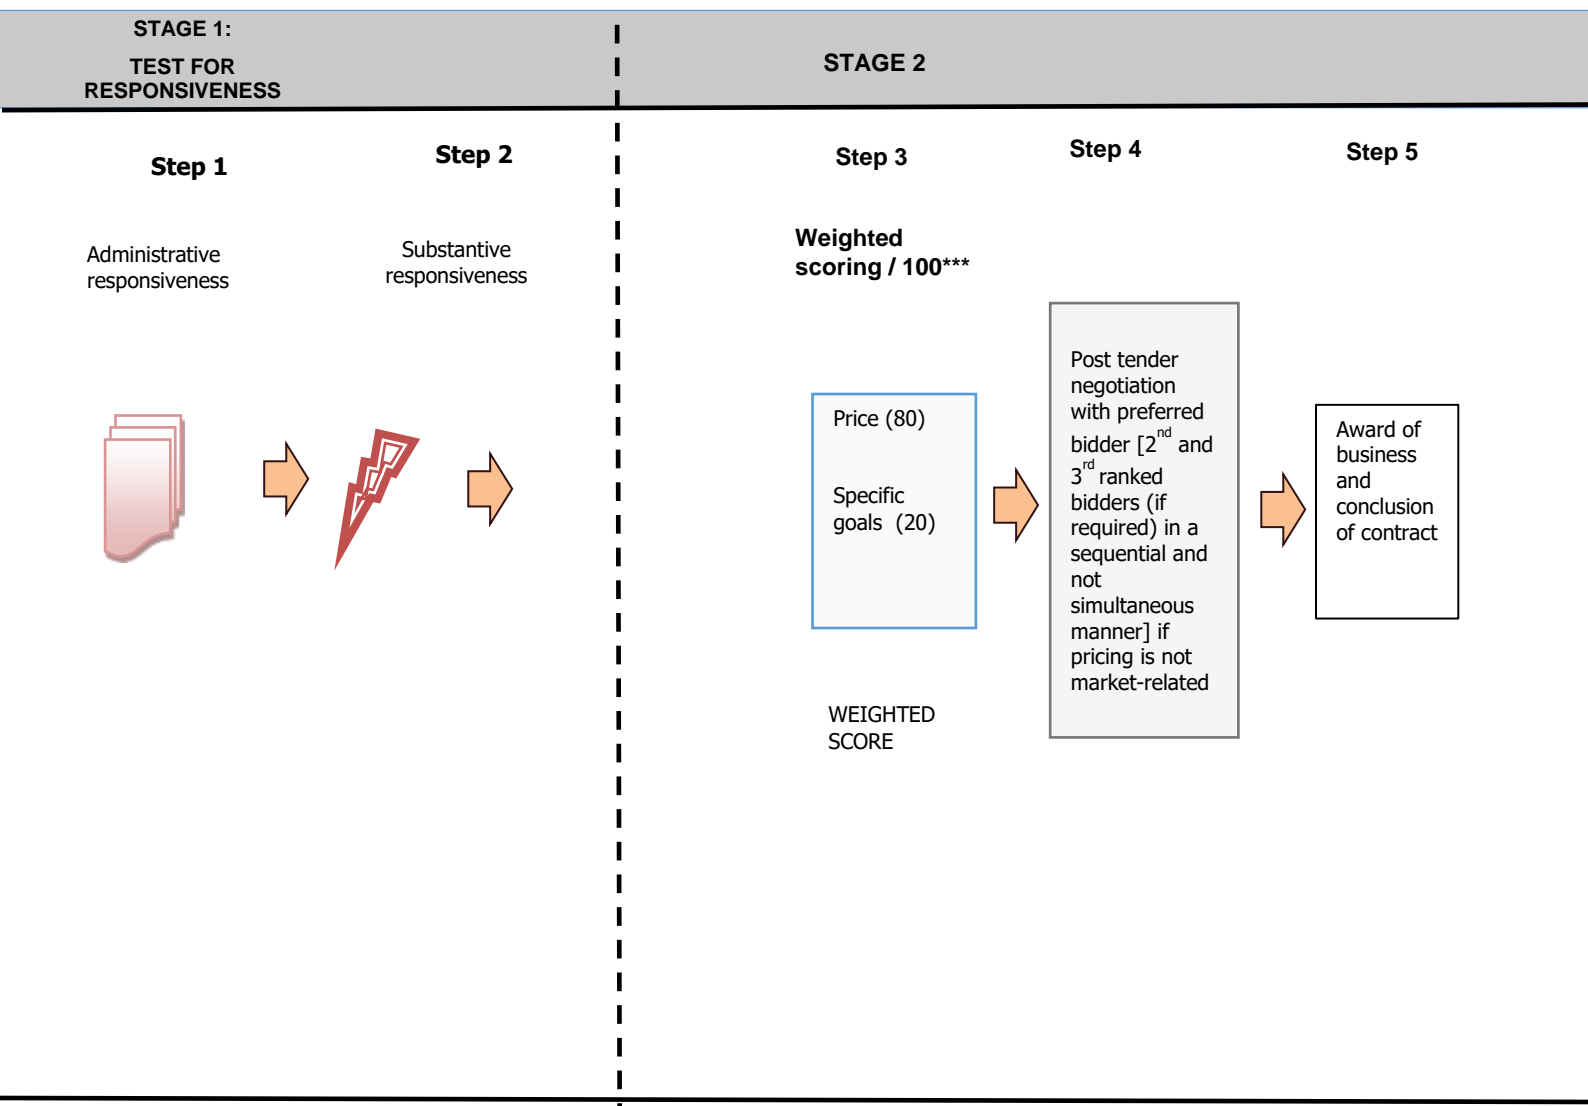 STAGE 1:
TEST FOR
RESPONSIVENESS
STAGE 2
Step 1
Step 2
Step 3
Step 4
Step 5
Administrative
responsiveness
Substantive
responsiveness
Weighted
scoring / 100***
Price (80)
Specific
goals (20)
WEIGHTED
SCORE
Post tender
negotiation
with preferred
bidder [2nd and
3rd ranked
bidders (if
required) in a
sequential and
not
simultaneous
manner] if
pricing is not
market-related
Award of
business
and
conclusion
of contract